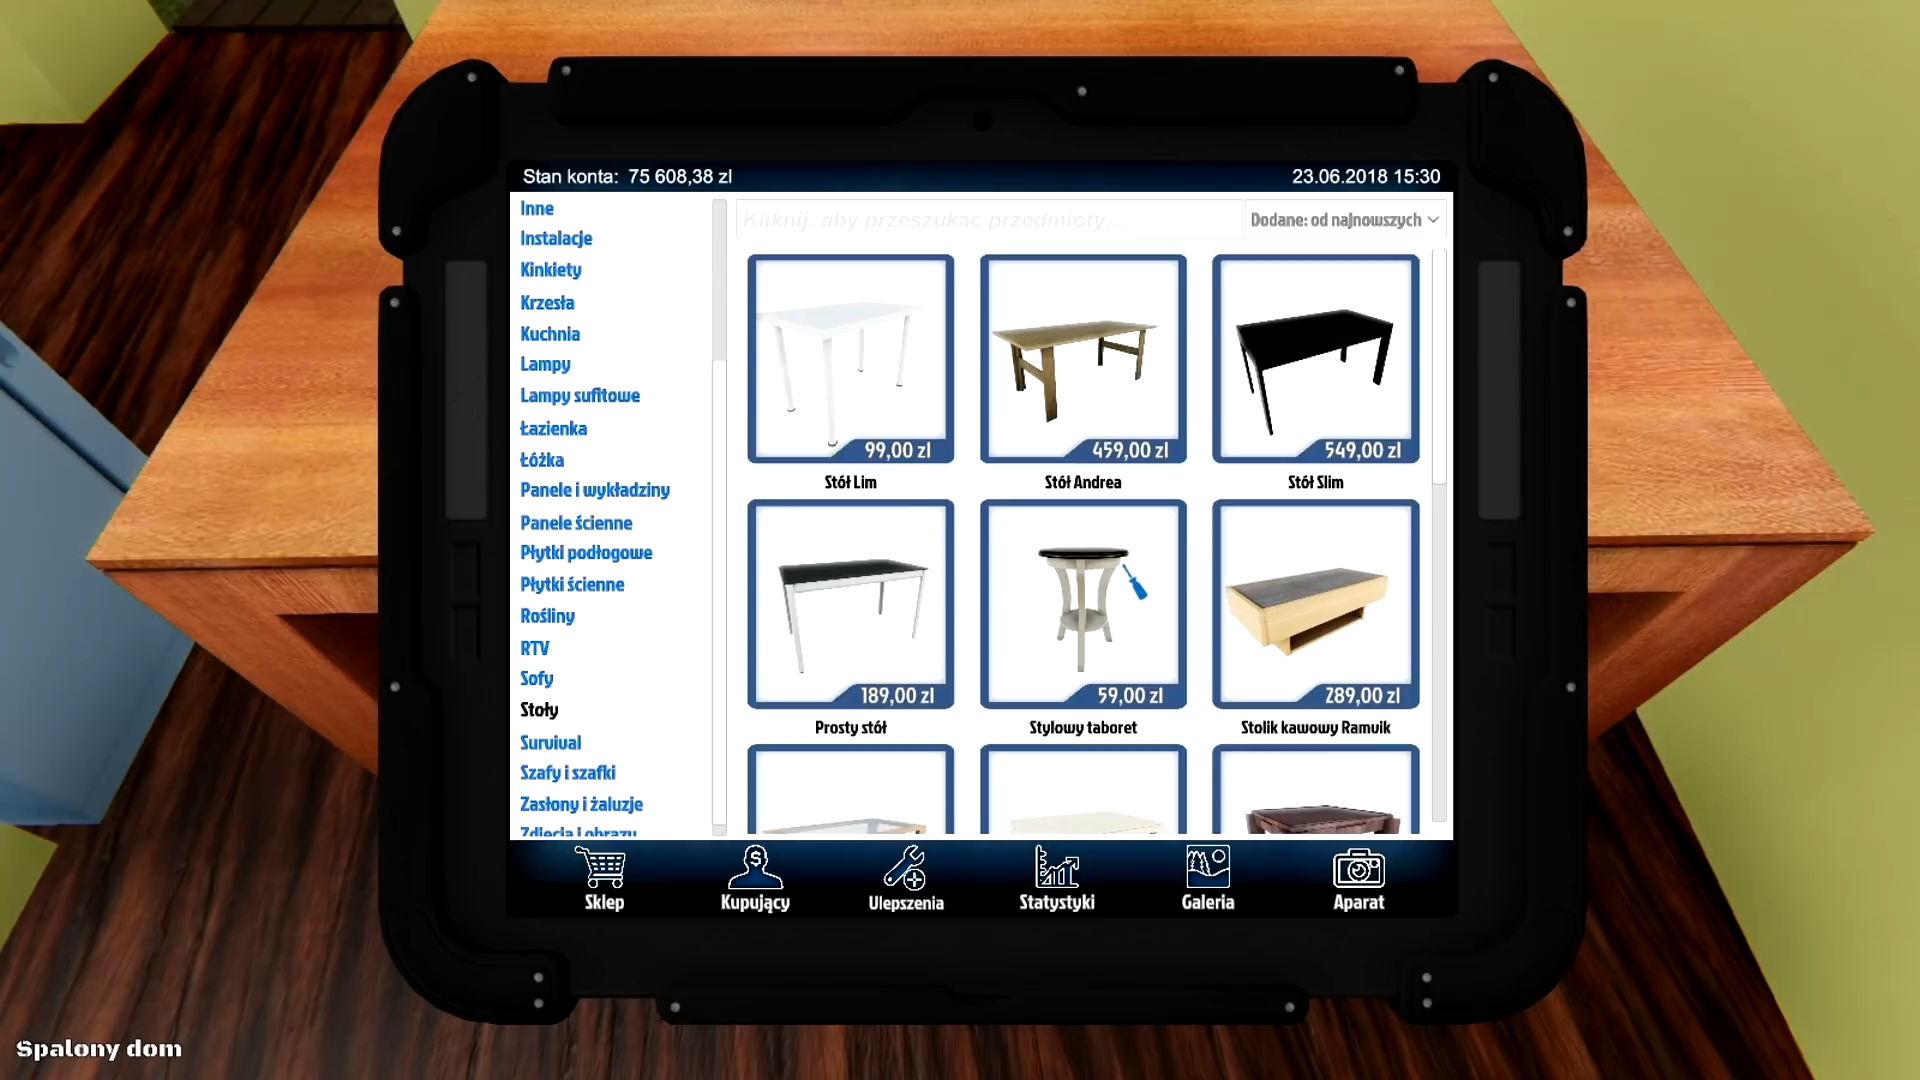 Stan konta: 75 608,38 zl
23.06.2018 15:30
Inne
Instalacje
Kinkiety
Krzesła
Kuchnia
Lampy
Lampy sufitowe
Łazienka
Łóżka
Panele i wykładziny
Panele ścienne
Płytki podłogowe
Płytki ścienne
Rośliny
RTV
Sofy
Stoły
Survival
Szafy i szafki
Zasłony i żaluzje
Zdjęcia i obrazy
Kliknij, aby przeszukac przedmioty...
Dodane: od najnowszych
99,00 zl
459,00 zl
549,00 zl
Stół Lim
Stół Andrea
Stół Slim
189,00 zl
59,00 zl
289,00 zl
Prosty stół
Stylowy taboret
Stolik kawowy Ramvik
Sklep
Kupujący
Ulepszenia
Statystyki
Galeria
Aparat
Spalony dom